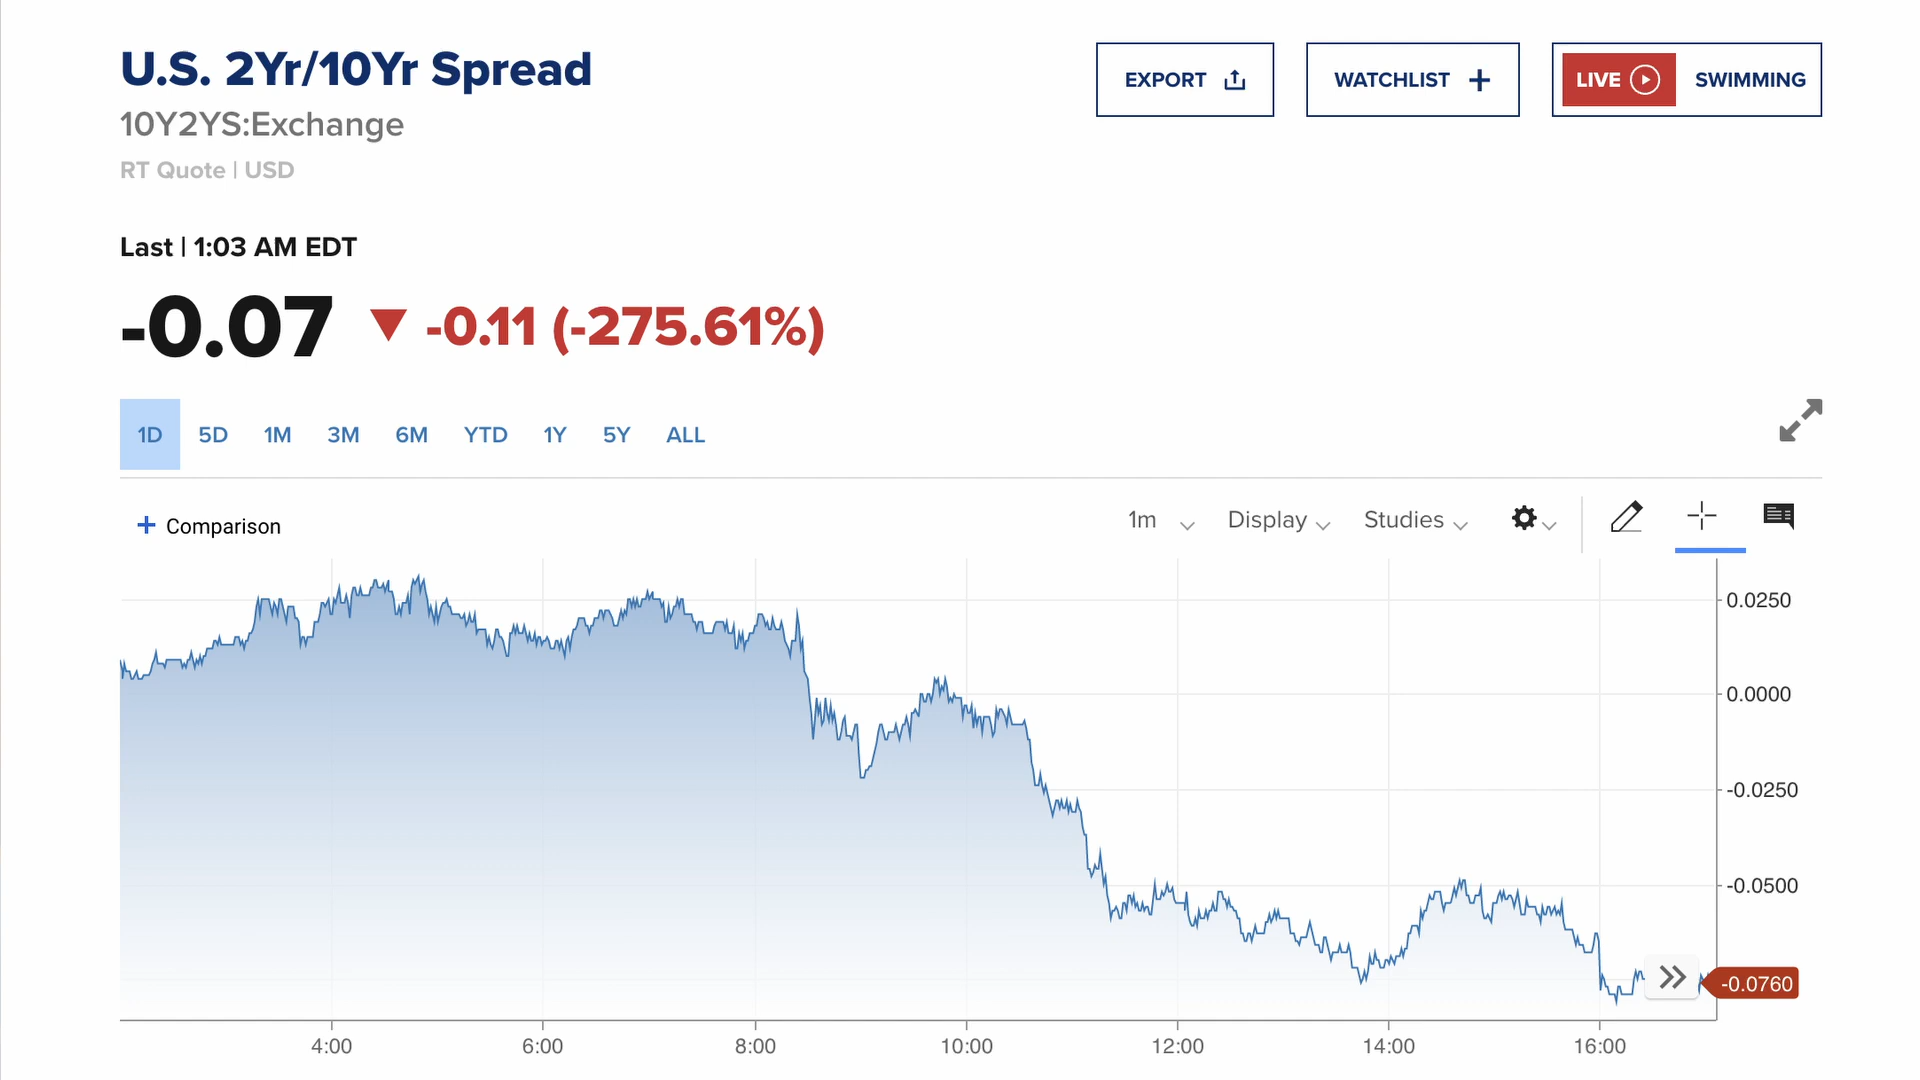 U.S. 2Yr/10Yr Spread
10Y2YS:Exchange
RT Quote | USD
EXPORT
WATCHLIST +
LIVE SWIMMING
Last | 1:03 AM EDT
-0.07 ▼ -0.11 (-275.61%)
1D 5D 1M 3M 6M YTD 1Y 5Y ALL
+ Comparison
1m Display Studies
0.0250
0.0000
-0.0250
-0.0500
-0.0760
4:00 6:00 8:00 10:00 12:00 14:00 16:00